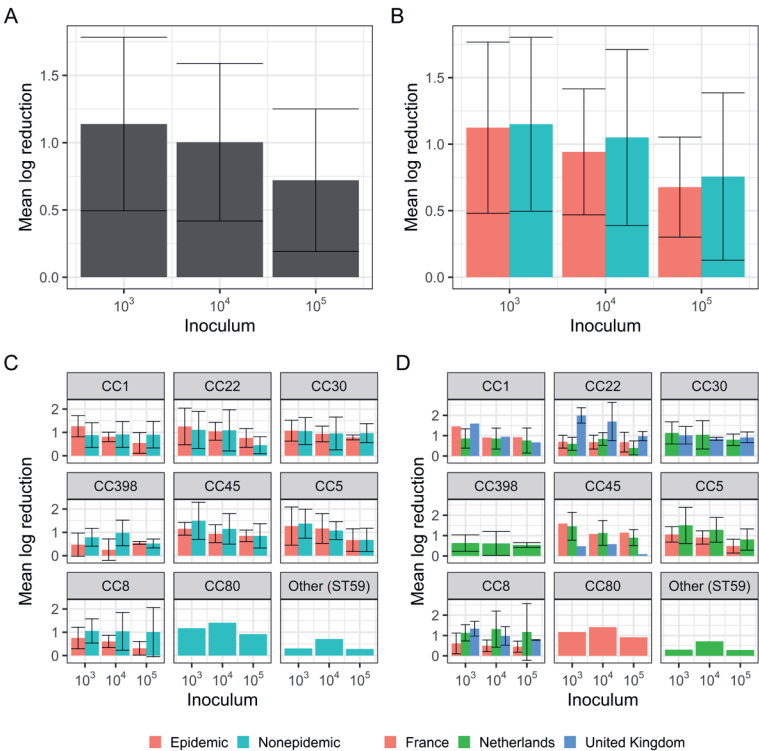 A
Mean log reduction
1.5
1.0
0.5
0.0
10³
10⁴
10⁵
Inoculum
B
Mean log reduction
1.5
1.0
0.5
0.0
10³
10⁴
10⁵
Inoculum
C
Mean log reduction
CC1
CC22
CC30
2
1
0
CC398
CC45
CC5
2
1
0
CC8
CC80
Other (ST59)
2
1
0
10³ 10⁴ 10⁵
10³ 10⁴ 10⁵
10³ 10⁴ 10⁵
Inoculum
D
Mean log reduction
CC1
CC22
CC30
2
1
0
CC398
CC45
CC5
2
1
0
CC8
CC80
Other (ST59)
2
1
0
10³ 10⁴ 10⁵
10³ 10⁴ 10⁵
10³ 10⁴ 10⁵
Inoculum
Epidemic Nonepidemic
France Netherlands United Kingdom